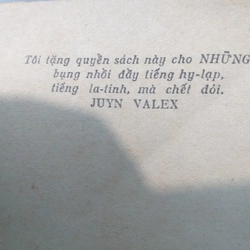 Tôi tặng quyển sách này cho NHỮNG
bụng nhồi đầy tiếng hy-lạp,
tiếng la-tinh, mà chết đói.
JUYN VALEX